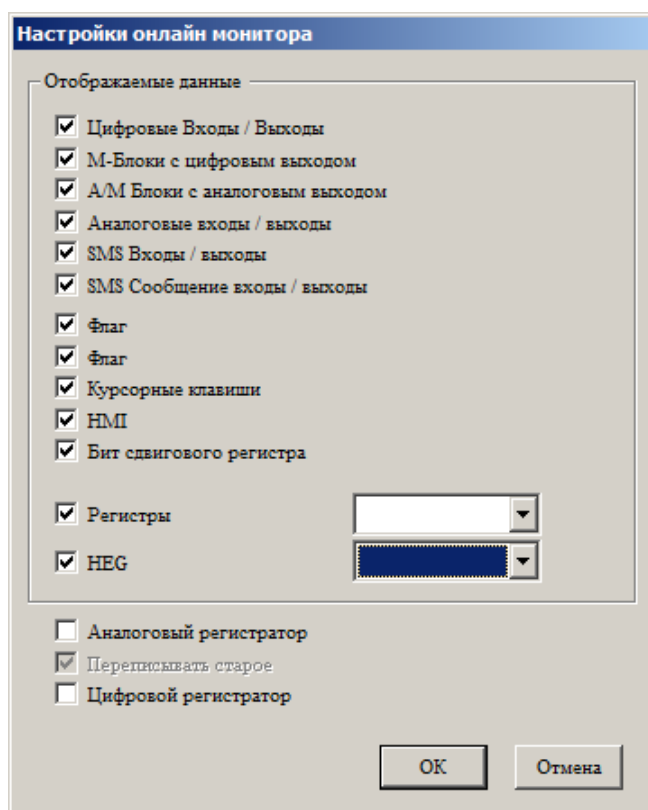 Настройки онлайн монитора
Отображаемые данные
Цифровые Входы / Выходы
М-Блоки с цифровым выходом
А/М Блоки с аналоговым выходом
Аналоговые входы / выходы
SMS Входы / выходы
SMS Сообщение входы / выходы
Флаг
Флаг
Курсорные клавиши
HMI
Бит сдвигового регистра
Регистры
HEG
Аналоговый регистратор
Переписывать старое
Цифровой регистратор
OK Отмена